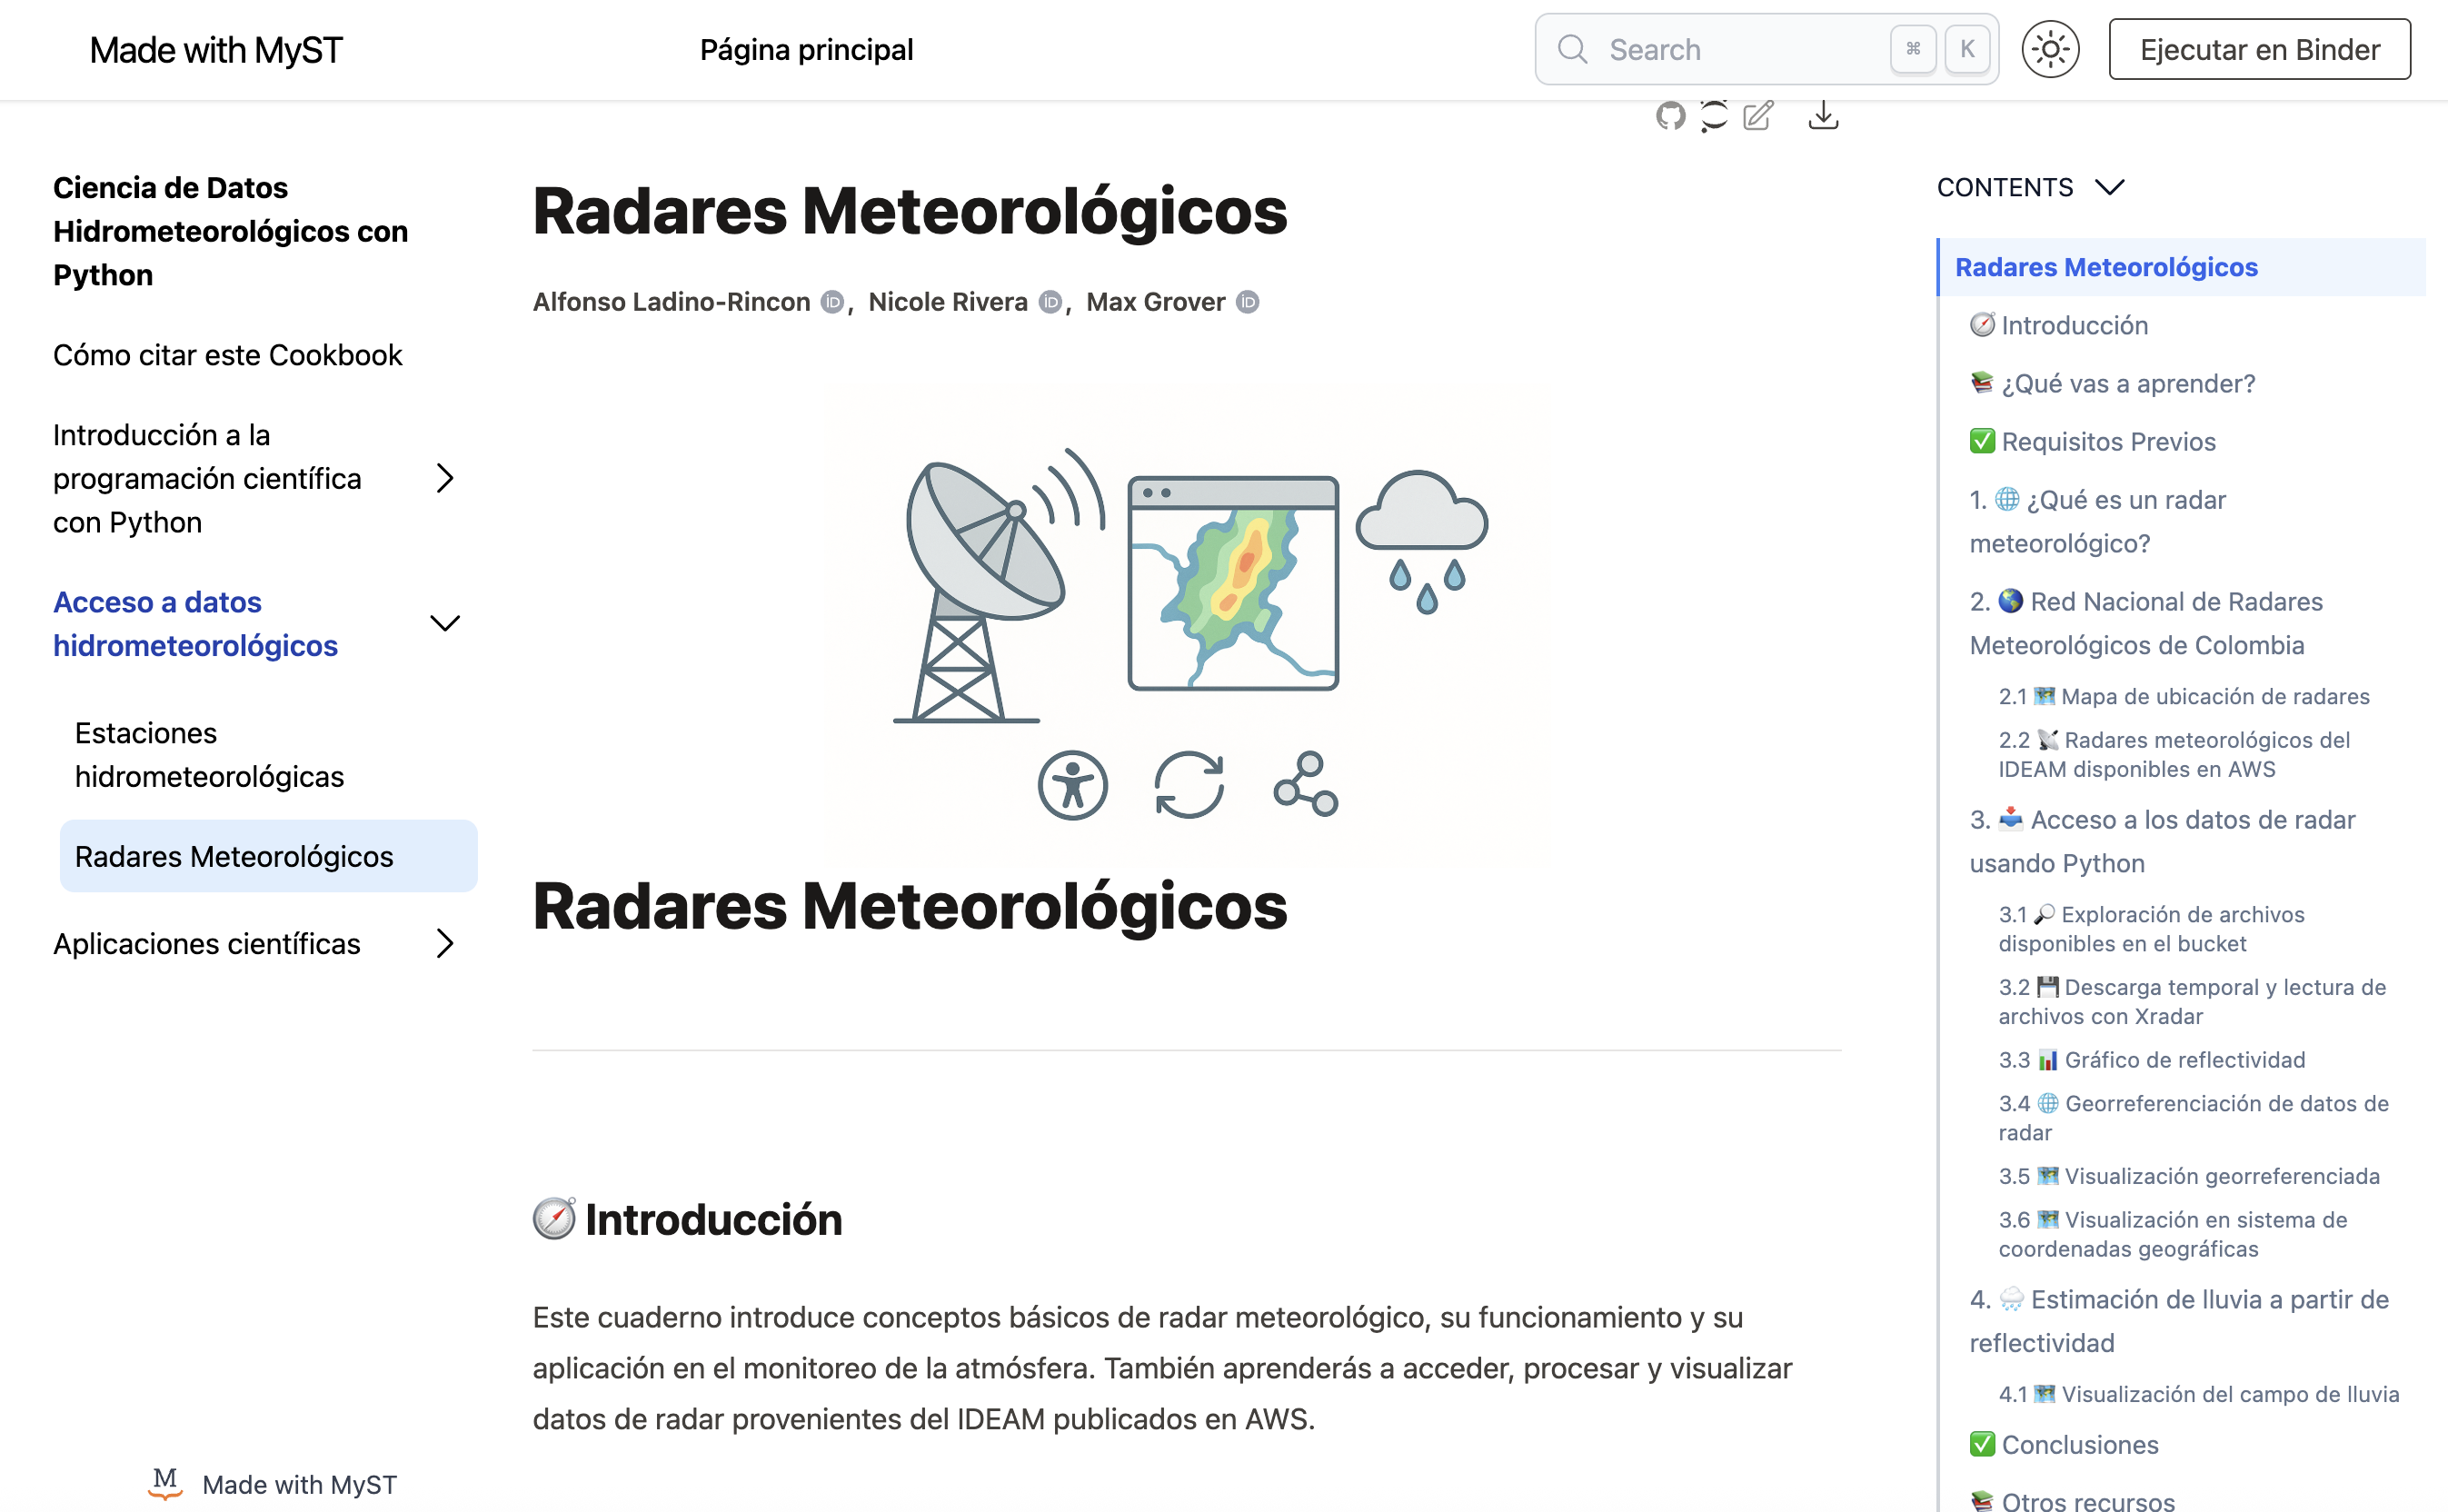 Made with MyST
Página principal
Search
⌘ K
Ejecutar en Binder
Ciencia de Datos
Hidrometeorológicos con
Python
Cómo citar este Cookbook
Introducción a la
programación científica
con Python
Acceso a datos
hidrometeorológicos
Estaciones
hidrometeorológicas
Radares Meteorológicos
Aplicaciones científicas
M
Made with MyST
Radares Meteorológicos
Alfonso Ladino-Rincon iD, Nicole Rivera iD, Max Grover iD
Radares Meteorológicos
🧭 Introducción
Este cuaderno introduce conceptos básicos de radar meteorológico, su funcionamiento y su
aplicación en el monitoreo de la atmósfera. También aprenderás a acceder, procesar y visualizar
datos de radar provenientes del IDEAM publicados en AWS.
CONTENTS
Radares Meteorológicos
🧭 Introducción
📚 ¿Qué vas a aprender?
✅ Requisitos Previos
1. 🌐 ¿Qué es un radar
meteorológico?
2. 🌎 Red Nacional de Radares
Meteorológicos de Colombia
2.1 🗺️ Mapa de ubicación de radares
2.2 📡 Radares meteorológicos del
IDEAM disponibles en AWS
3. 📥 Acceso a los datos de radar
usando Python
3.1 🔎 Exploración de archivos
disponibles en el bucket
3.2 💾 Descarga temporal y lectura de
archivos con Xradar
3.3 📊 Gráfico de reflectividad
3.4 🌐 Georreferenciación de datos de
radar
3.5 🗺️ Visualización georreferenciada
3.6 🗺️ Visualización en sistema de
coordenadas geográficas
4. 🌧️ Estimación de lluvia a partir de
reflectividad
4.1 🗺️ Visualización del campo de lluvia
✅ Conclusiones
📚 Otros recursos